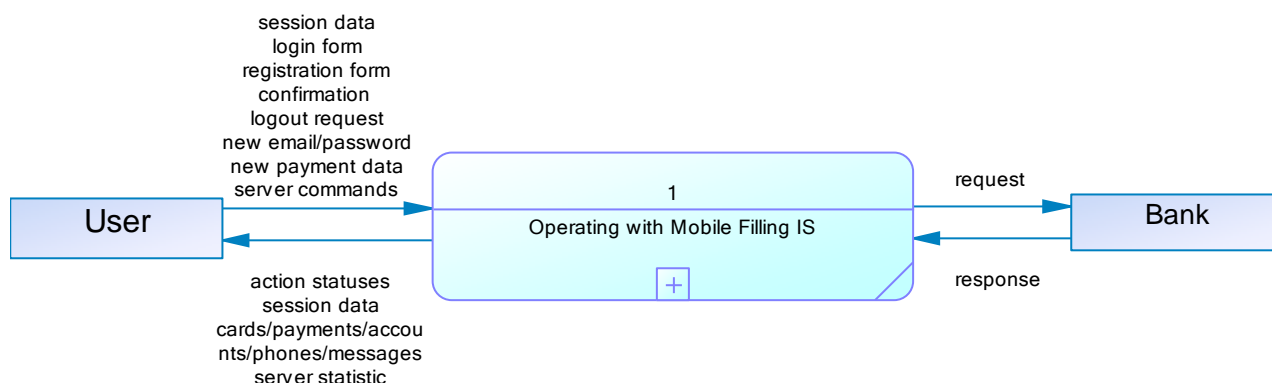 session data
login form
registration form
confirmation
logout request
new email/password
new payment data
server commands
User
1
Operating with Mobile Filling IS
request
Bank
response
action statuses
session data
cards/payments/accou
nts/phones/messages
server statistic